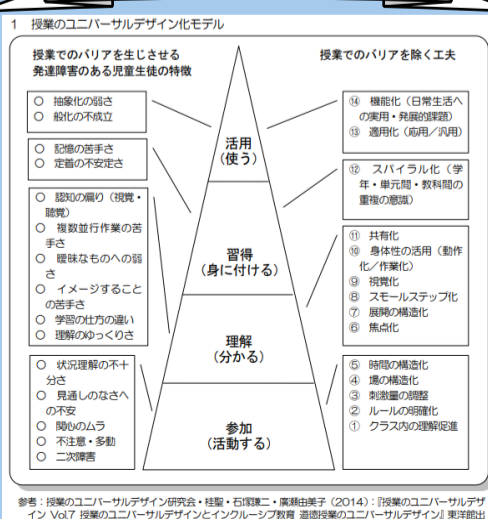 1 授業のユニバーサルデザイン化モデル
授業でのバリアを生じさせる
発達障害のある児童生徒の特徴
授業でのバリアを除く工夫
○ 抽象化の弱さ
○ 般化の不成立
○ 記憶の苦手さ
○ 定着の不安定さ
○ 認知の偏り（視覚・
聴覚）
○ 複数並行作業の苦
手さ
○ 曖昧なものへの弱
さ
○ イメージすること
の苦手さ
○ 学習の仕方の違い
○ 理解のゆっくりさ
○ 状況理解の不十
分さ
○ 見通しのなさへ
の不安
○ 関心のムラ
○ 不注意・多動
○ 二次障害
活用
（使う）
習得
（身に付ける）
理解
（分かる）
参加
（活動する）
⑭ 機能化（日常生活へ
の実用・発展的課題）
⑬ 適用化（応用／汎用）
⑫ スパイラル化（学
年・単元間・教科間の
重複の意識）
⑪ 共有化
⑩ 身体性の活用（動作
化／作業化）
⑨ 視覚化
⑧ スモールステップ化
⑦ 展開の構造化
⑥ 焦点化
⑤ 時間の構造化
④ 場の構造化
③ 刺激量の調整
② ルールの明確化
① クラス内の理解促進
参考：授業のユニバーサルデザイン研究会・桂聖・石塚謙二・廣瀬由美子（2014）：『授業のユニバーサルデザ
イン Vol.7 授業のユニバーサルデザインとインクルーシブ教育 道徳授業のユニバーサルデザイン』東洋館出